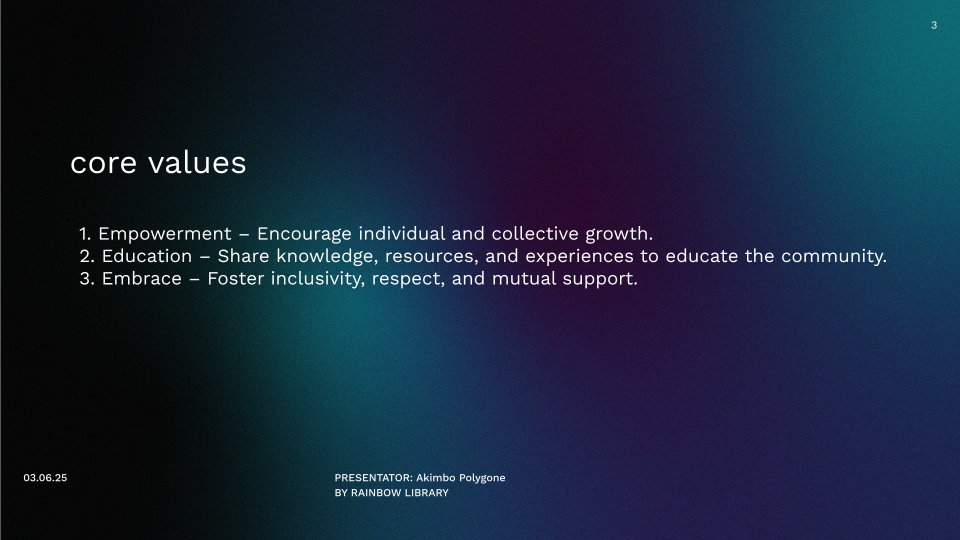 3
core values
1. Empowerment – Encourage individual and collective growth.
2. Education – Share knowledge, resources, and experiences to educate the community.
3. Embrace – Foster inclusivity, respect, and mutual support.
03.06.25
PRESENTATOR: Akimbo Polygone
BY RAINBOW LIBRARY